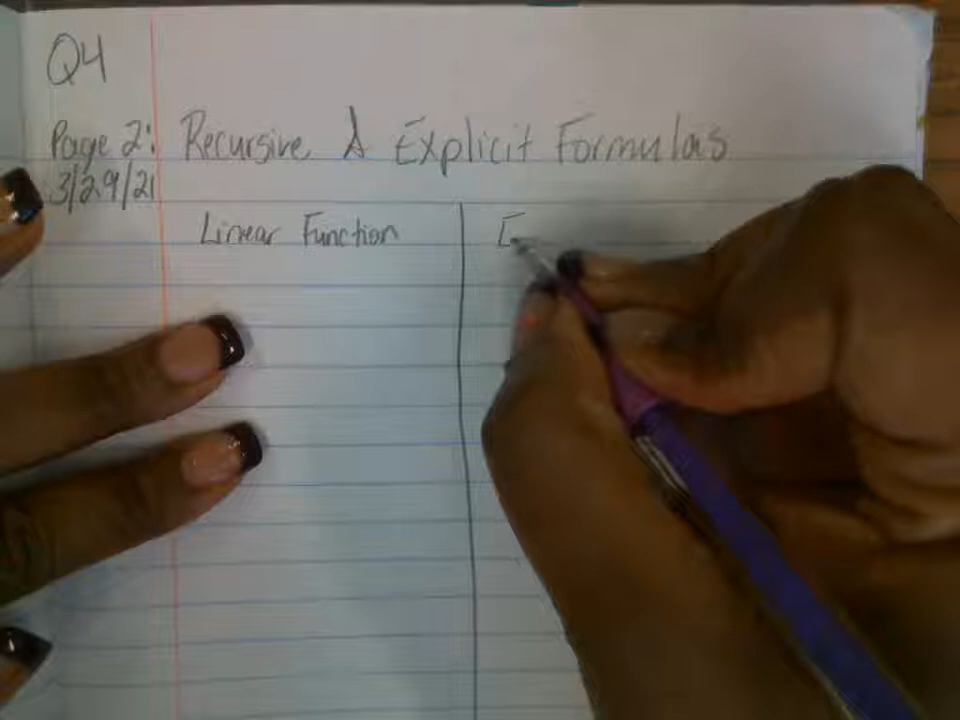 Q4
Page 2: Recursive & Explicit Formulas
3/29/21
Linear Function E